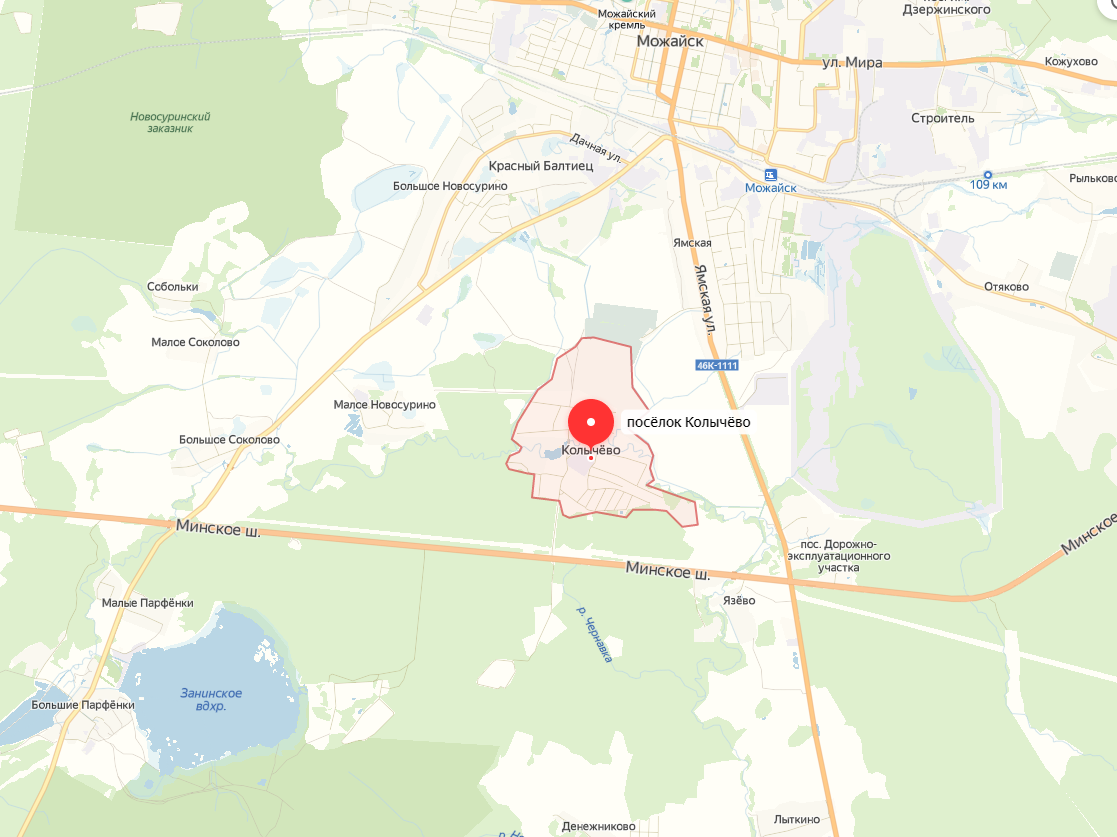 Можайский
кремль
Можайск
Дзержинского
ул. Мира
Кожухово
Новосуринский
заказник
Строитель
Дачная ул.
Красный Балтиец
Большое Новосурино
Можайск
109 км
Рыльково
Ямская
Ямская ул.
Собольки
Отяково
Малое Соколово
46К-1111
Малое Новосурино
посёлок Колычёво
Большое Соколово
Колычёво
Минское ш.
Минское
пос. Дорожно-
эксплуатационного
участка
Минское ш.
Малые Парфёнки
Язёво
р. Чернавка
Занинское
вдхр.
Большие Парфёнки
Лыткино
Денежниково